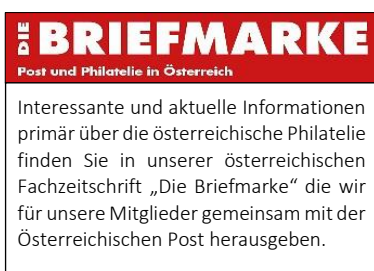 DIE BRIEFMARKE
Post und Philatelie in Österreich
Interessante und aktuelle Informationen
primär über die österreichische Philatelie
finden Sie in unserer österreichischen
Fachzeitschrift „Die Briefmarke“ die wir
für unsere Mitglieder gemeinsam mit der
Österreichischen Post herausgeben.